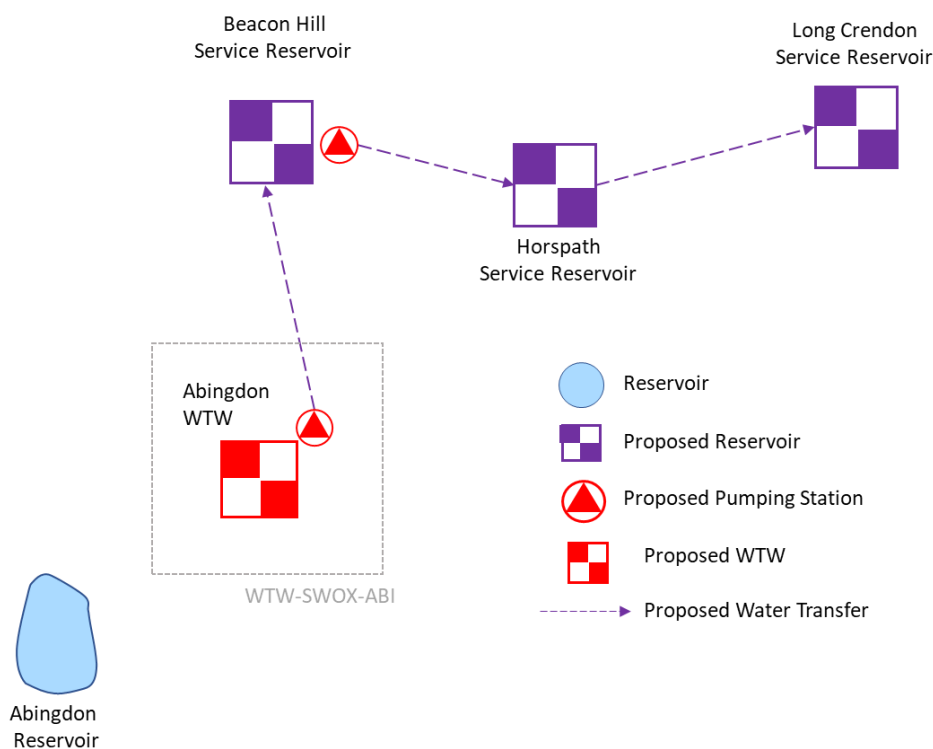 Beacon Hill
Service Reservoir
Long Crendon
Service Reservoir
Horspath
Service Reservoir
Abingdon
WTW
WTW-SWOX-ABI
Abingdon
Reservoir
Reservoir
Proposed Reservoir
Proposed Pumping Station
Proposed WTW
Proposed Water Transfer